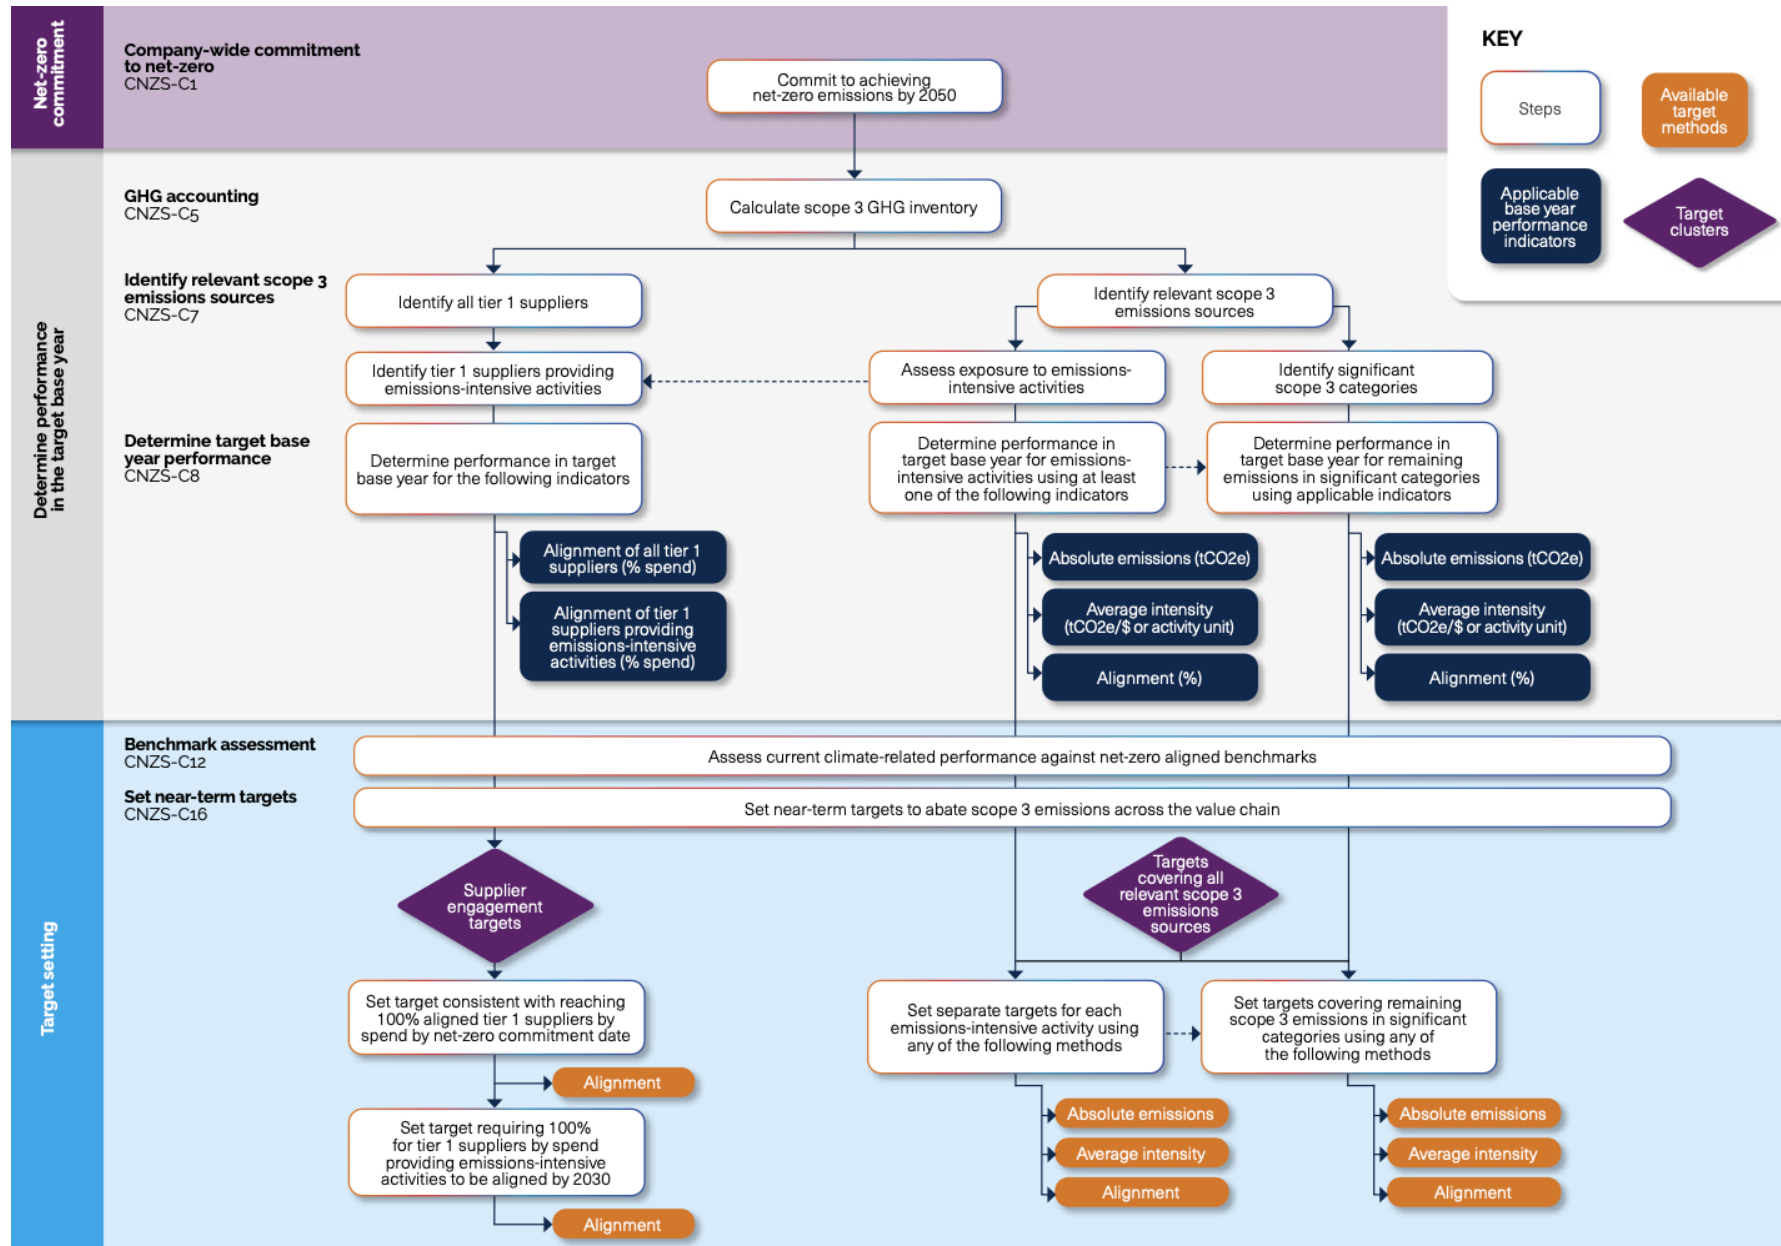 Net-zero
commitment
Company-wide commitment
to net-zero
CNZS-C1
Commit to achieving
net-zero emissions by 2050
KEY
Steps
Available
target
methods
Applicable
base year
performance
indicators
Target
clusters
Determine performance
in the target base year
GHG accounting
CNZS-C5
Calculate scope 3 GHG inventory
Identify relevant scope 3
emissions sources
CNZS-C7
Identify all tier 1 suppliers
Identify relevant scope 3
emissions sources
Identify tier 1 suppliers providing
emissions-intensive activities
Assess exposure to emissions-
intensive activities
Identify significant
scope 3 categories
Determine target base
year performance
CNZS-C8
Determine performance in target
base year for the following indicators
Determine performance in
target base year for emissions-
intensive activities using at least
one of the following indicators
Determine performance in
target base year for remaining
emissions in significant categories
using applicable indicators
Alignment of all tier 1
suppliers (% spend)
Alignment of tier 1
suppliers providing
emissions-intensive
activities (% spend)
Absolute emissions (tCO2e)
Average intensity
(tCO2e/$ or activity unit)
Alignment (%)
Absolute emissions (tCO2e)
Average intensity
(tCO2e/$ or activity unit)
Alignment (%)
Target setting
Benchmark assessment
CNZS-C12
Assess current climate-related performance against net-zero aligned benchmarks
Set near-term targets
CNZS-C16
Set near-term targets to abate scope 3 emissions across the value chain
Supplier
engagement
targets
Targets
covering all
relevant scope 3
emissions
sources
Set target consistent with reaching
100% aligned tier 1 suppliers by
spend by net-zero commitment date
Alignment
Set target requiring 100%
for tier 1 suppliers by spend
providing emissions-intensive
activities to be aligned by 2030
Alignment
Set separate targets for each
emissions-intensive activity using
any of the following methods
Absolute emissions
Average intensity
Alignment
Set targets covering remaining
scope 3 emissions in significant
categories using any of
the following methods
Absolute emissions
Average intensity
Alignment